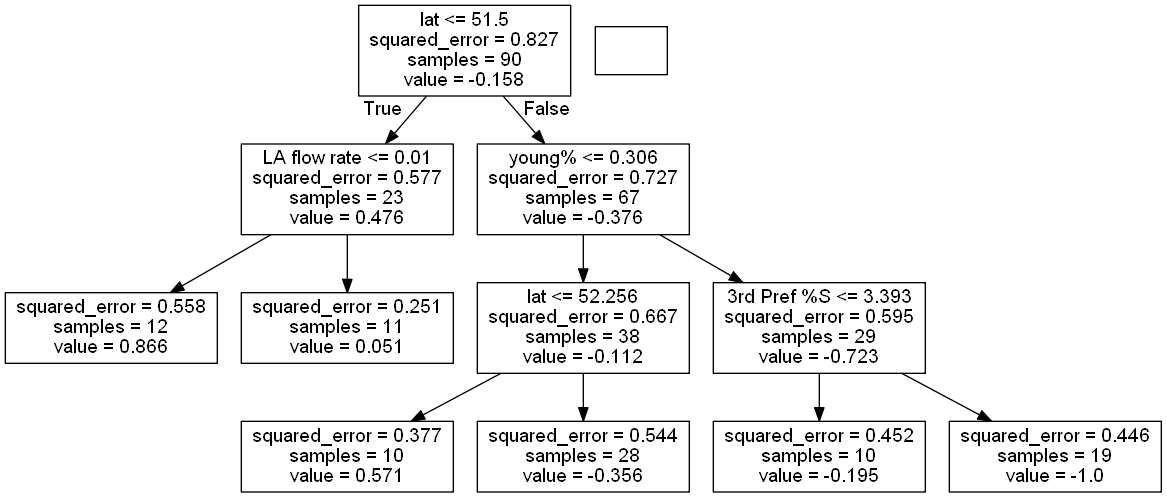 lat <= 51.5
squared_error = 0.827
samples = 90
value = -0.158
True
False
LA flow rate <= 0.01
squared_error = 0.577
samples = 23
value = 0.476
young% <= 0.306
squared_error = 0.727
samples = 67
value = -0.376
squared_error = 0.558
samples = 12
value = 0.866
squared_error = 0.251
samples = 11
value = 0.051
lat <= 52.256
squared_error = 0.667
samples = 38
value = -0.112
3rd Pref %S <= 3.393
squared_error = 0.595
samples = 29
value = -0.723
squared_error = 0.377
samples = 10
value = 0.571
squared_error = 0.544
samples = 28
value = -0.356
squared_error = 0.452
samples = 10
value = -0.195
squared_error = 0.446
samples = 19
value = -1.0